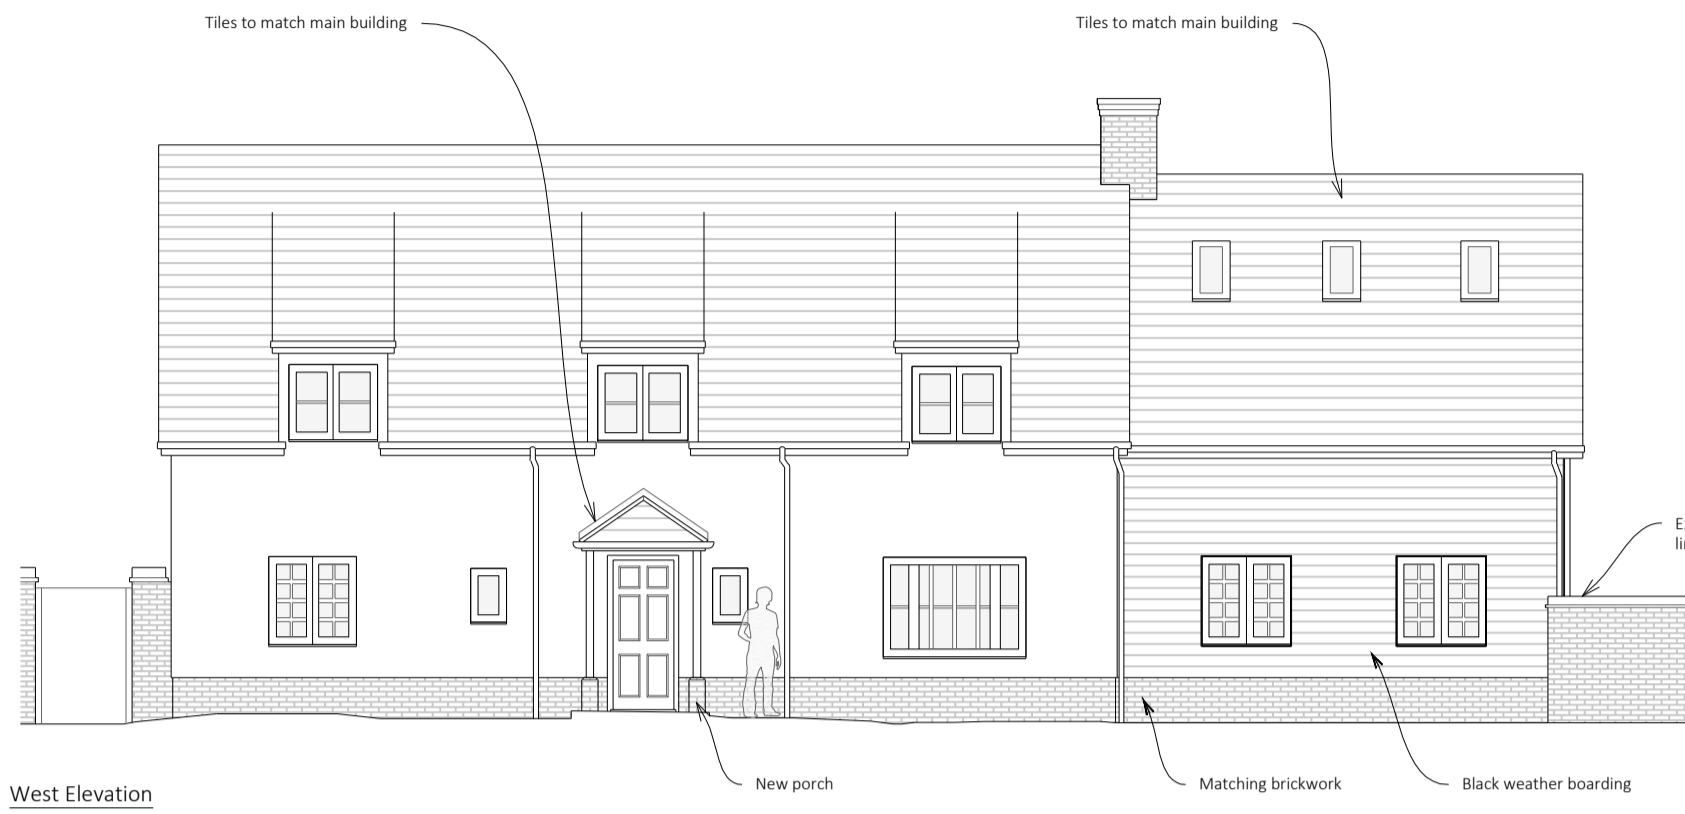 Tiles to match main building
Tiles to match main building
New porch
Matching brickwork
Black weather boarding
West Elevation